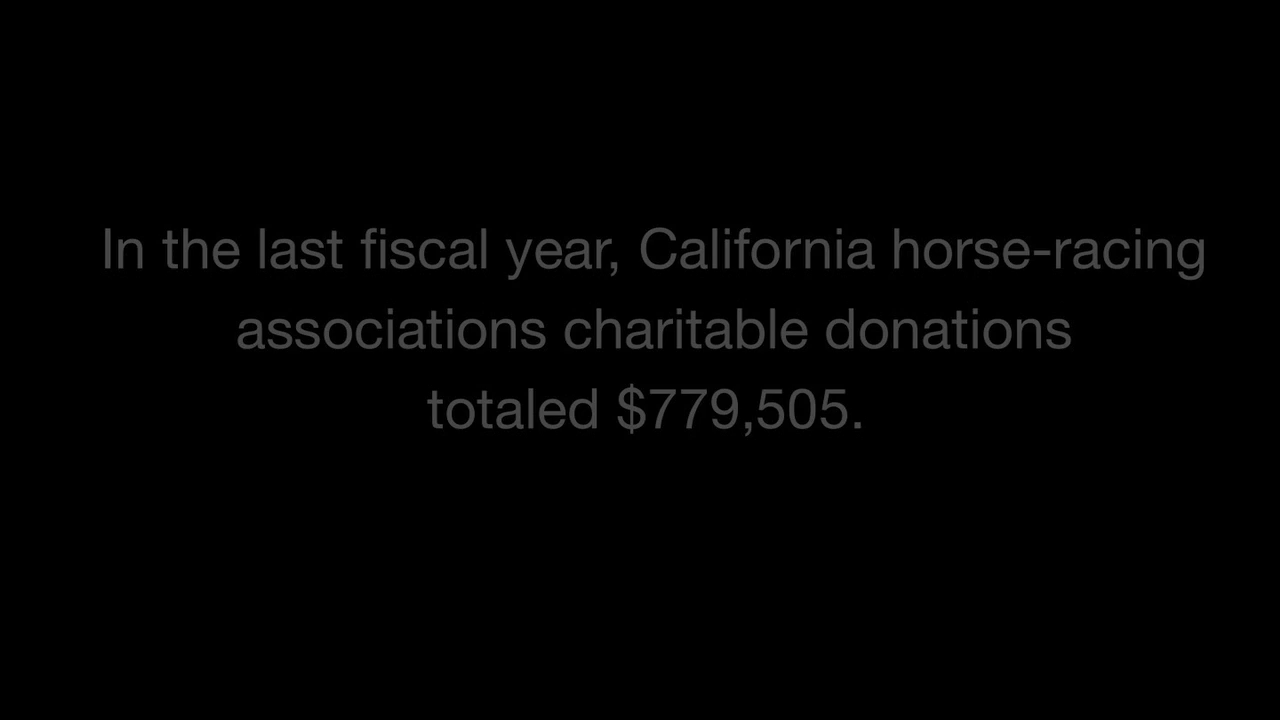 In the last fiscal year, California horse-racing
associations charitable donations
totaled $779,505.